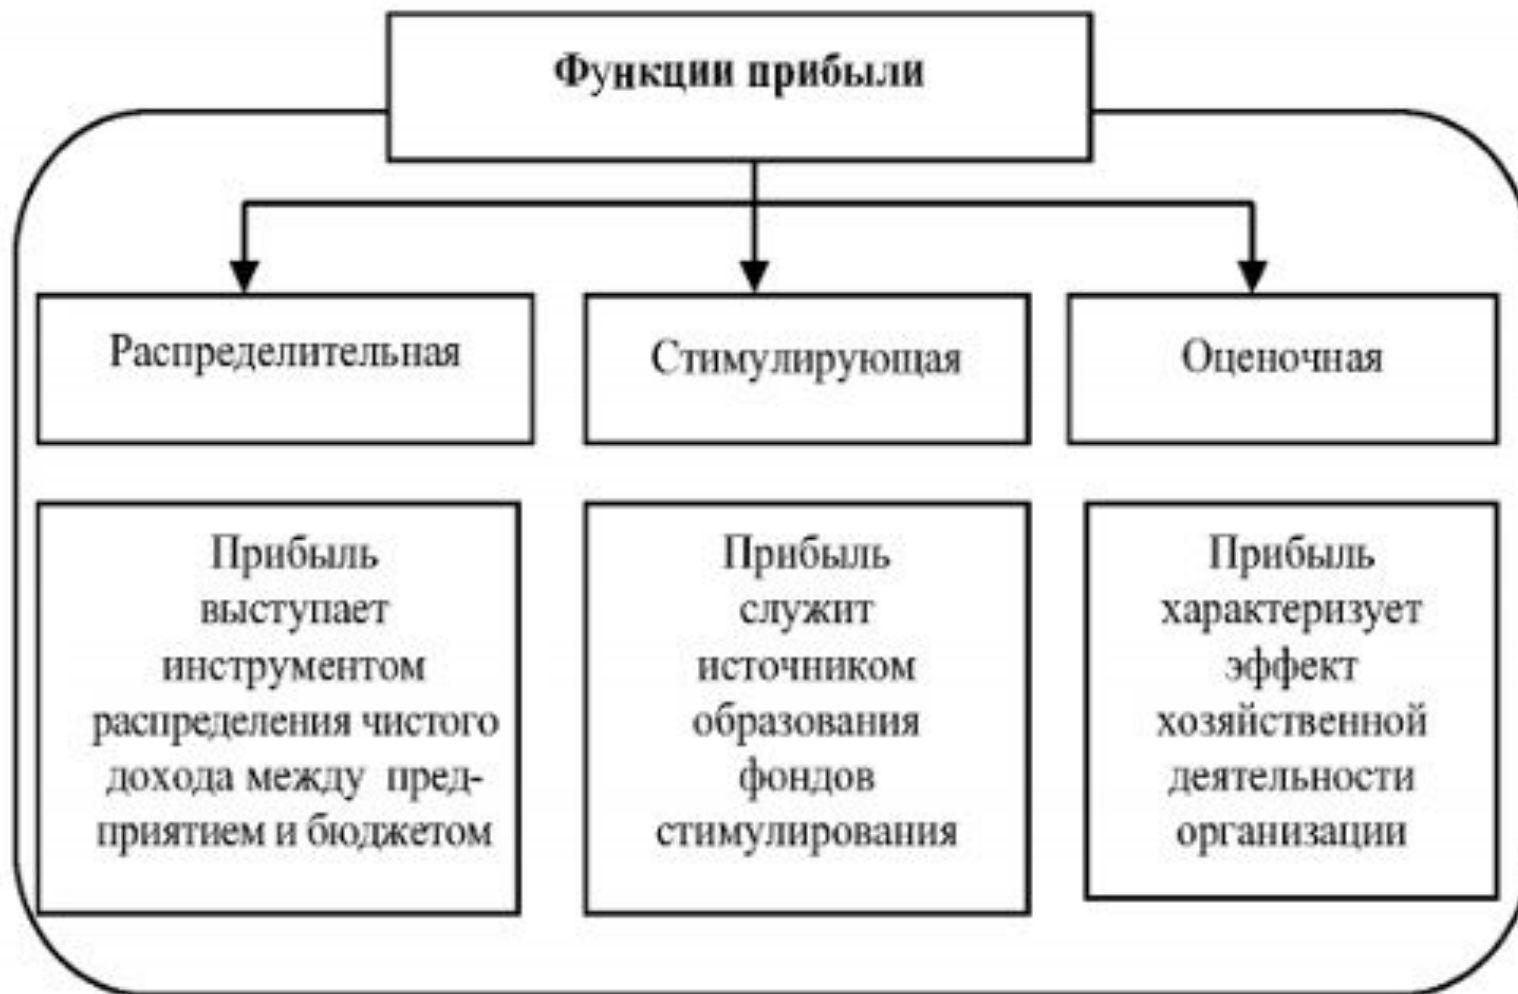 Функции прибыли
Распределительная
Стимулирующая
Оценочная
Прибыль
выступает
инструментом
распределения чистого
дохода между пред-
приятием и бюджетом
Прибыль
служит
источником
образования
фондов
стимулирования
Прибыль
характеризует
эффект
хозяйственной
деятельности
организации